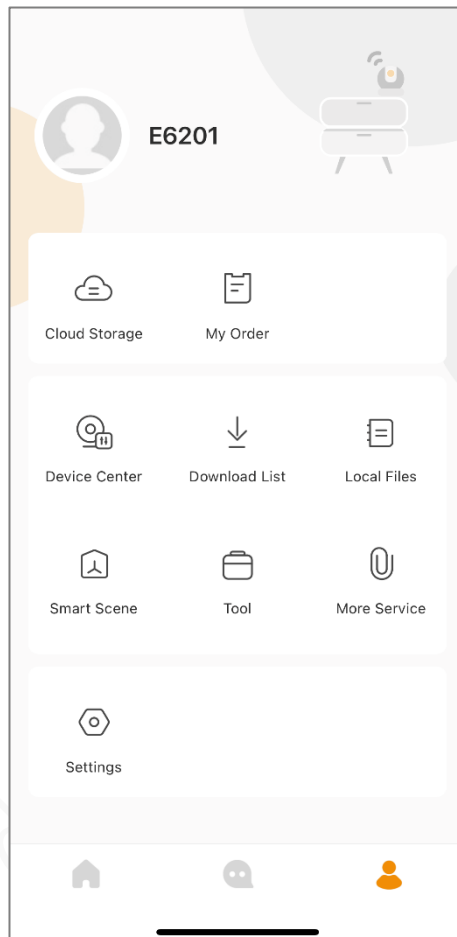 E6201
Cloud Storage
My Order
Device Center
Download List
Local Files
Smart Scene
Tool
More Service
Settings